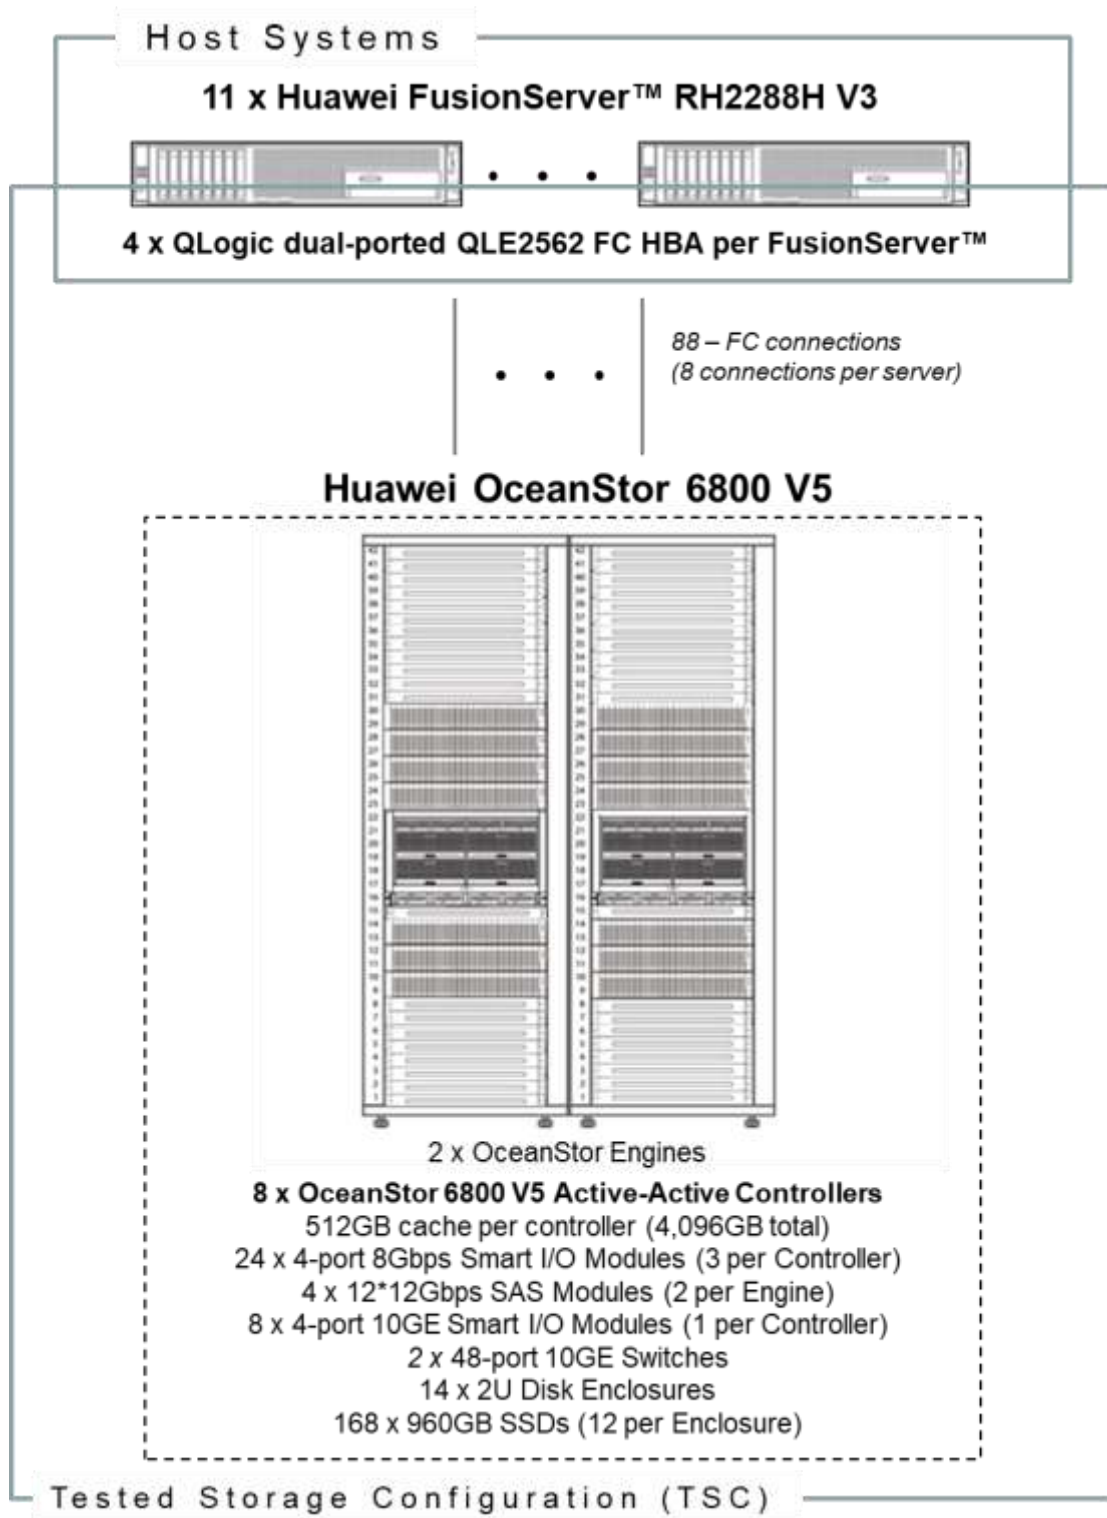 Host Systems
11 x Huawei FusionServer™ RH2288H V3
4 x QLogic dual-ported QLE2562 FC HBA per FusionServer™
88 – FC connections
(8 connections per server)
Huawei OceanStor 6800 V5
2 x OceanStor Engines
8 x OceanStor 6800 V5 Active-Active Controllers
512GB cache per controller (4,096GB total)
24 x 4-port 8Gbps Smart I/O Modules (3 per Controller)
4 x 12*12Gbps SAS Modules (2 per Engine)
8 x 4-port 10GE Smart I/O Modules (1 per Controller)
2 x 48-port 10GE Switches
14 x 2U Disk Enclosures
168 x 960GB SSDs (12 per Enclosure)
Tested Storage Configuration (TSC)